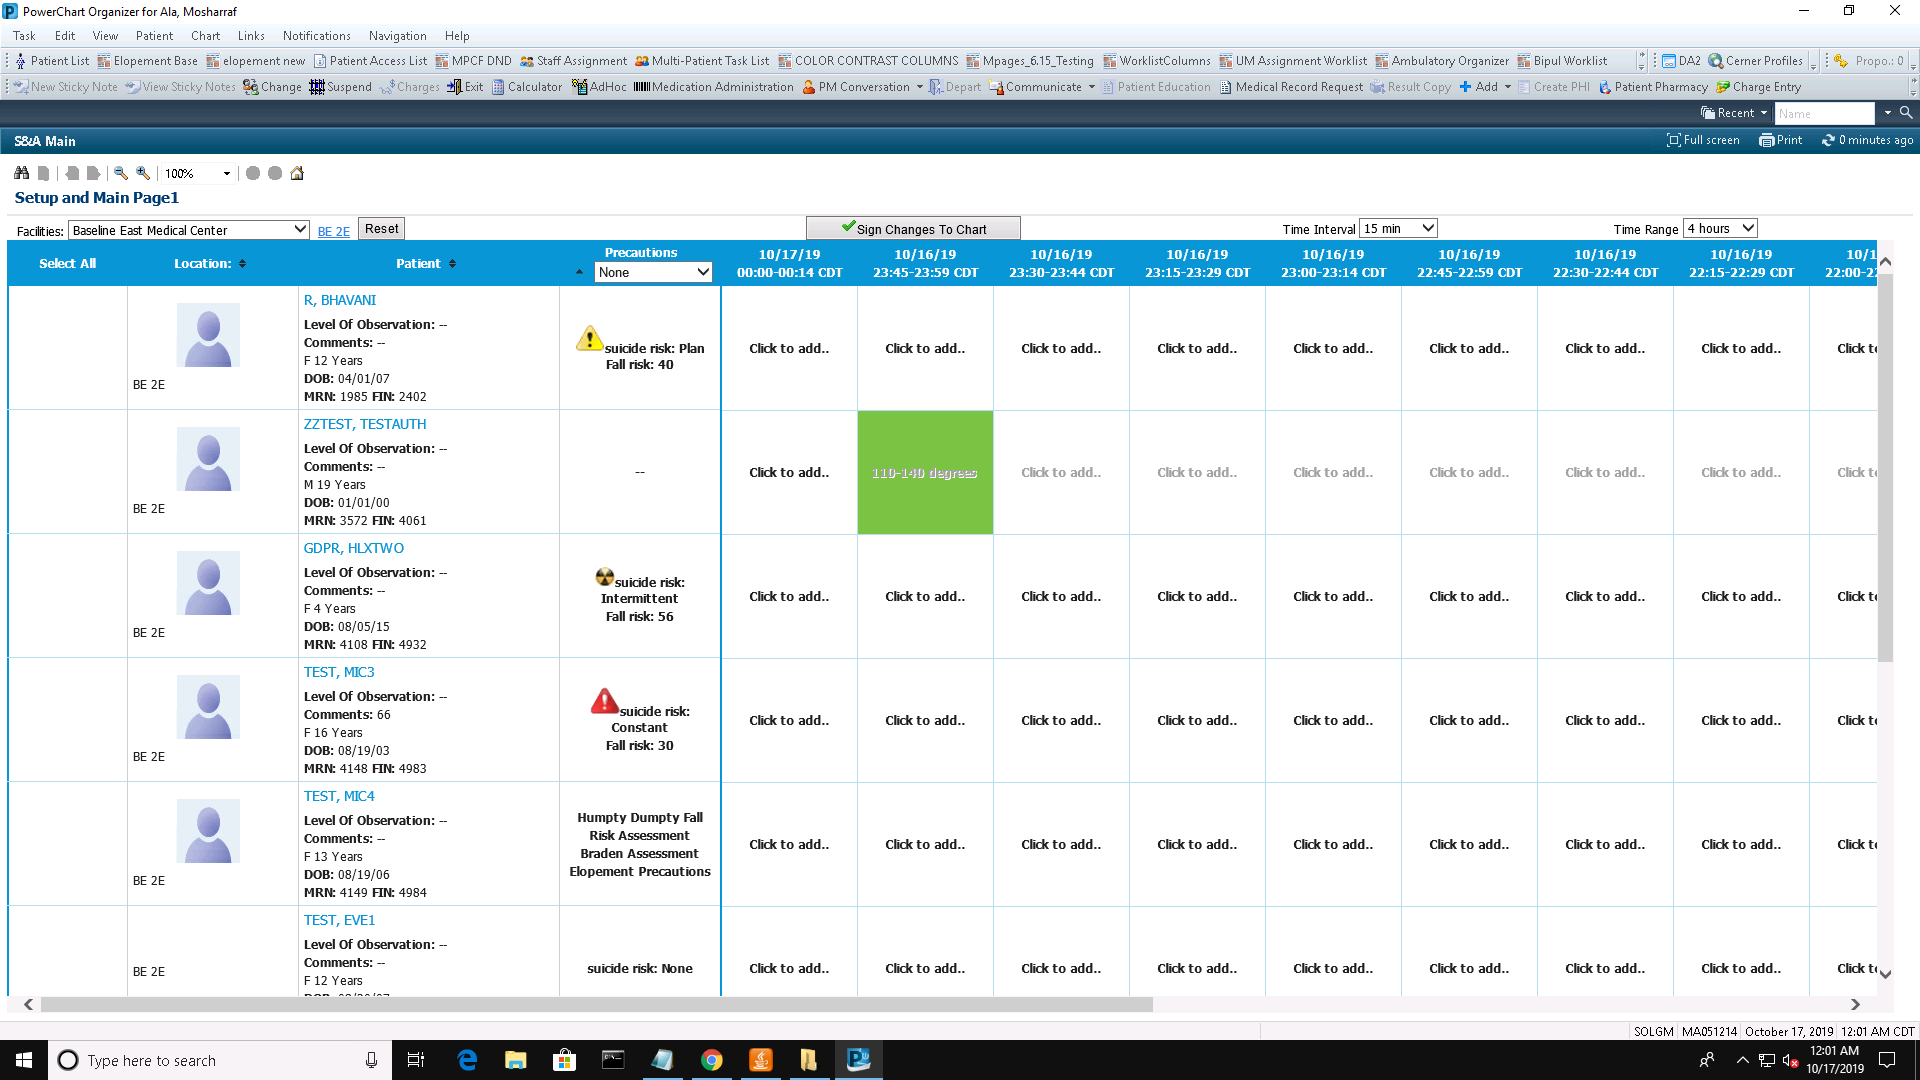 PowerChart Organizer for Ala, Mosharraf
Task Edit View Patient Chart Links Notifications Navigation Help
Patient List Elopement Base elopement new Patient Access List MPCF DND Staff Assignment Multi-Patient Task List COLOR CONTRAST COLUMNS Mpages_6.15_Testing WorklistColumns UM Assignment Worklist Ambulatory Organizer Bipul Worklist DA2 Cerner Profiles Propo.: 0
New Sticky Note View Sticky Notes Change Suspend Charges Exit Calculator AdHoc Medication Administration PM Conversation Depart Communicate Patient Education Medical Record Request Result Copy Add Create PHI Patient Pharmacy Charge Entry
Recent Name
S&A Main Full screen Print 0 minutes ago
100%
Setup and Main Page1
Facilities: Baseline East Medical Center BE 2E Reset Sign Changes To Chart Time Interval 15 min Time Range 4 hours
Select All Location: Patient Precautions None
10/17/19 10/16/19 10/16/19 10/16/19 10/16/19 10/16/19 10/16/19 10/16/19 10/1
00:00-00:14 CDT 23:45-23:59 CDT 23:30-23:44 CDT 23:15-23:29 CDT 23:00-23:14 CDT 22:45-22:59 CDT 22:30-22:44 CDT 22:15-22:29 CDT 22:00-22
R, BHAVANI
Level Of Observation: --
Comments: --
F 12 Years
DOB: 04/01/07
MRN: 1985 FIN: 2402
BE 2E
suicide risk: Plan
Fall risk: 40
Click to add.. Click to add.. Click to add.. Click to add.. Click to add.. Click to add.. Click to add.. Click to add.. Click t
ZZTEST, TESTAUTH
Level Of Observation: --
Comments: --
M 19 Years
DOB: 01/01/00
MRN: 3572 FIN: 4061
BE 2E
--
Click to add.. 110-140 degrees Click to add.. Click to add.. Click to add.. Click to add.. Click to add.. Click to add.. Click t
GDPR, HLXTWO
Level Of Observation: --
Comments: --
F 4 Years
DOB: 08/05/15
MRN: 4108 FIN: 4932
BE 2E
suicide risk:
Intermittent
Fall risk: 56
Click to add.. Click to add.. Click to add.. Click to add.. Click to add.. Click to add.. Click to add.. Click to add.. Click t
TEST, MIC3
Level Of Observation: --
Comments: 66
F 16 Years
DOB: 08/19/03
MRN: 4148 FIN: 4983
BE 2E
suicide risk:
Constant
Fall risk: 30
Click to add.. Click to add.. Click to add.. Click to add.. Click to add.. Click to add.. Click to add.. Click to add.. Click t
TEST, MIC4
Level Of Observation: --
Comments: --
F 13 Years
DOB: 08/19/06
MRN: 4149 FIN: 4984
BE 2E
Humpty Dumpty Fall
Risk Assessment
Braden Assessment
Elopement Precautions
Click to add.. Click to add.. Click to add.. Click to add.. Click to add.. Click to add.. Click to add.. Click to add.. Click t
TEST, EVE1
Level Of Observation: --
Comments: --
F 12 Years
BE 2E
suicide risk: None
Click to add.. Click to add.. Click to add.. Click to add.. Click to add.. Click to add.. Click to add.. Click to add.. Click t
SOLGM MA051214 October 17, 2019 12:01 AM CDT
Type here to search
12:01 AM
10/17/2019